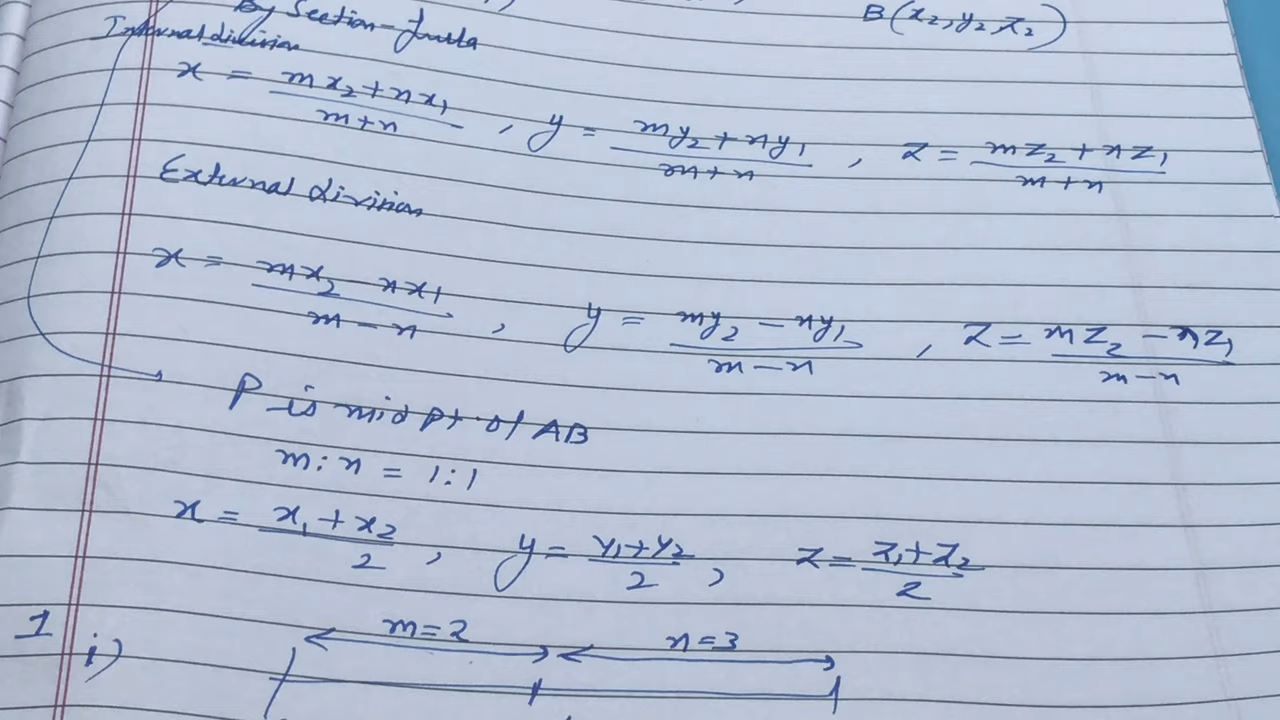 B(x₂, y₂, z₂)
By Section-
Internal division
x = (mx₂ + nx₁)/(m+n) , y = (my₂ + ny₁)/(m+n) , z = (mz₂ + nz₁)/(m+n)
External division
x = (mx₂ - nx₁)/(m-n) , y = (my₂ - ny₁)/(m-n) , z = (mz₂ - nz₁)/(m-n)
P is mid pt. of AB
m:n = 1:1
x = (x₁ + x₂)/2 , y = (y₁+y₂)/2 , z = (z₁+z₂)/2
1 i) m=2 n=3